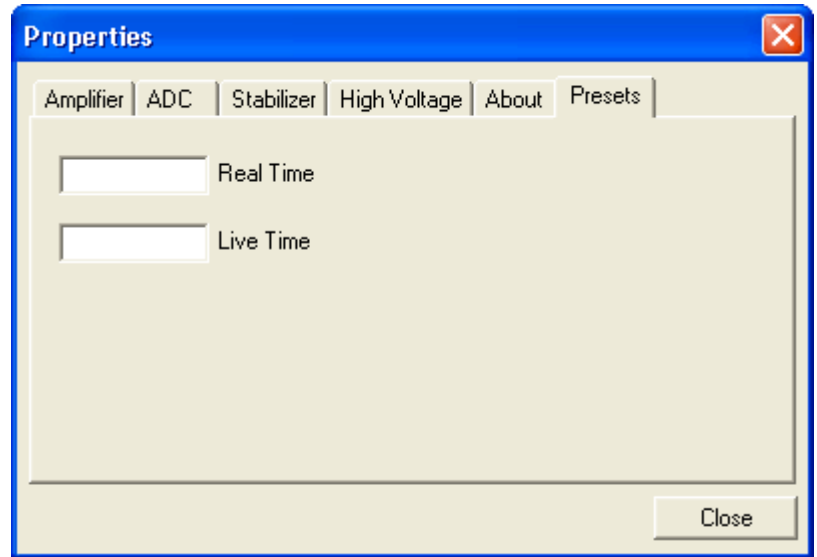 Properties
Amplifier ADC Stabilizer High Voltage About Presets
Real Time
Live Time
Close